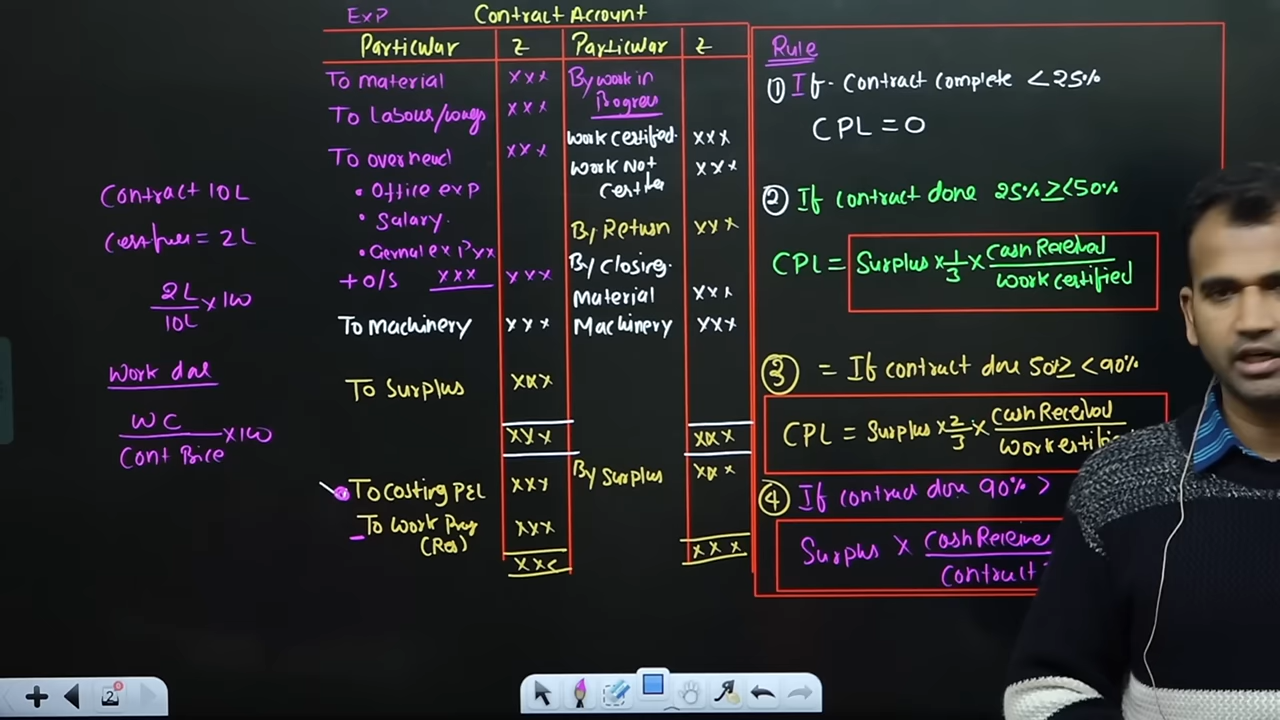 Exp
Contract Account
Particular ₹ Particular ₹
To material xxx
To Labour/wages xxx
To overhead xxx
• Office exp
• Salary.
• Gernal exp xx
+ O/S xxx xxx
To Machinery xxx
To Surplus xxx
xxx
To Costing P&L xxx
To Work Prog xxx
(Res)
xxx
By work in
Progress
Work Certified. xxx
Work Not xxx
By Return xxx
By Closing.
Material xxx
Machinery xxx
xxx
By Surplus xxx
xxx
Contract 10L
= 2L
2L
10L
×100
Work done
WC
Cont Price
×100
Rule
① If Contract complete < 25%
CPL = 0
② If contract done 25% ≥ < 50%
CPL = Surplus × 1/3 × Cash Received
Work certified
③ = If contract done 50% ≥ < 90%
CPL = Surplus × 2/3 × Cash Received
④ If contract done 90% >
Surplus × Cash Receive
Contract
2